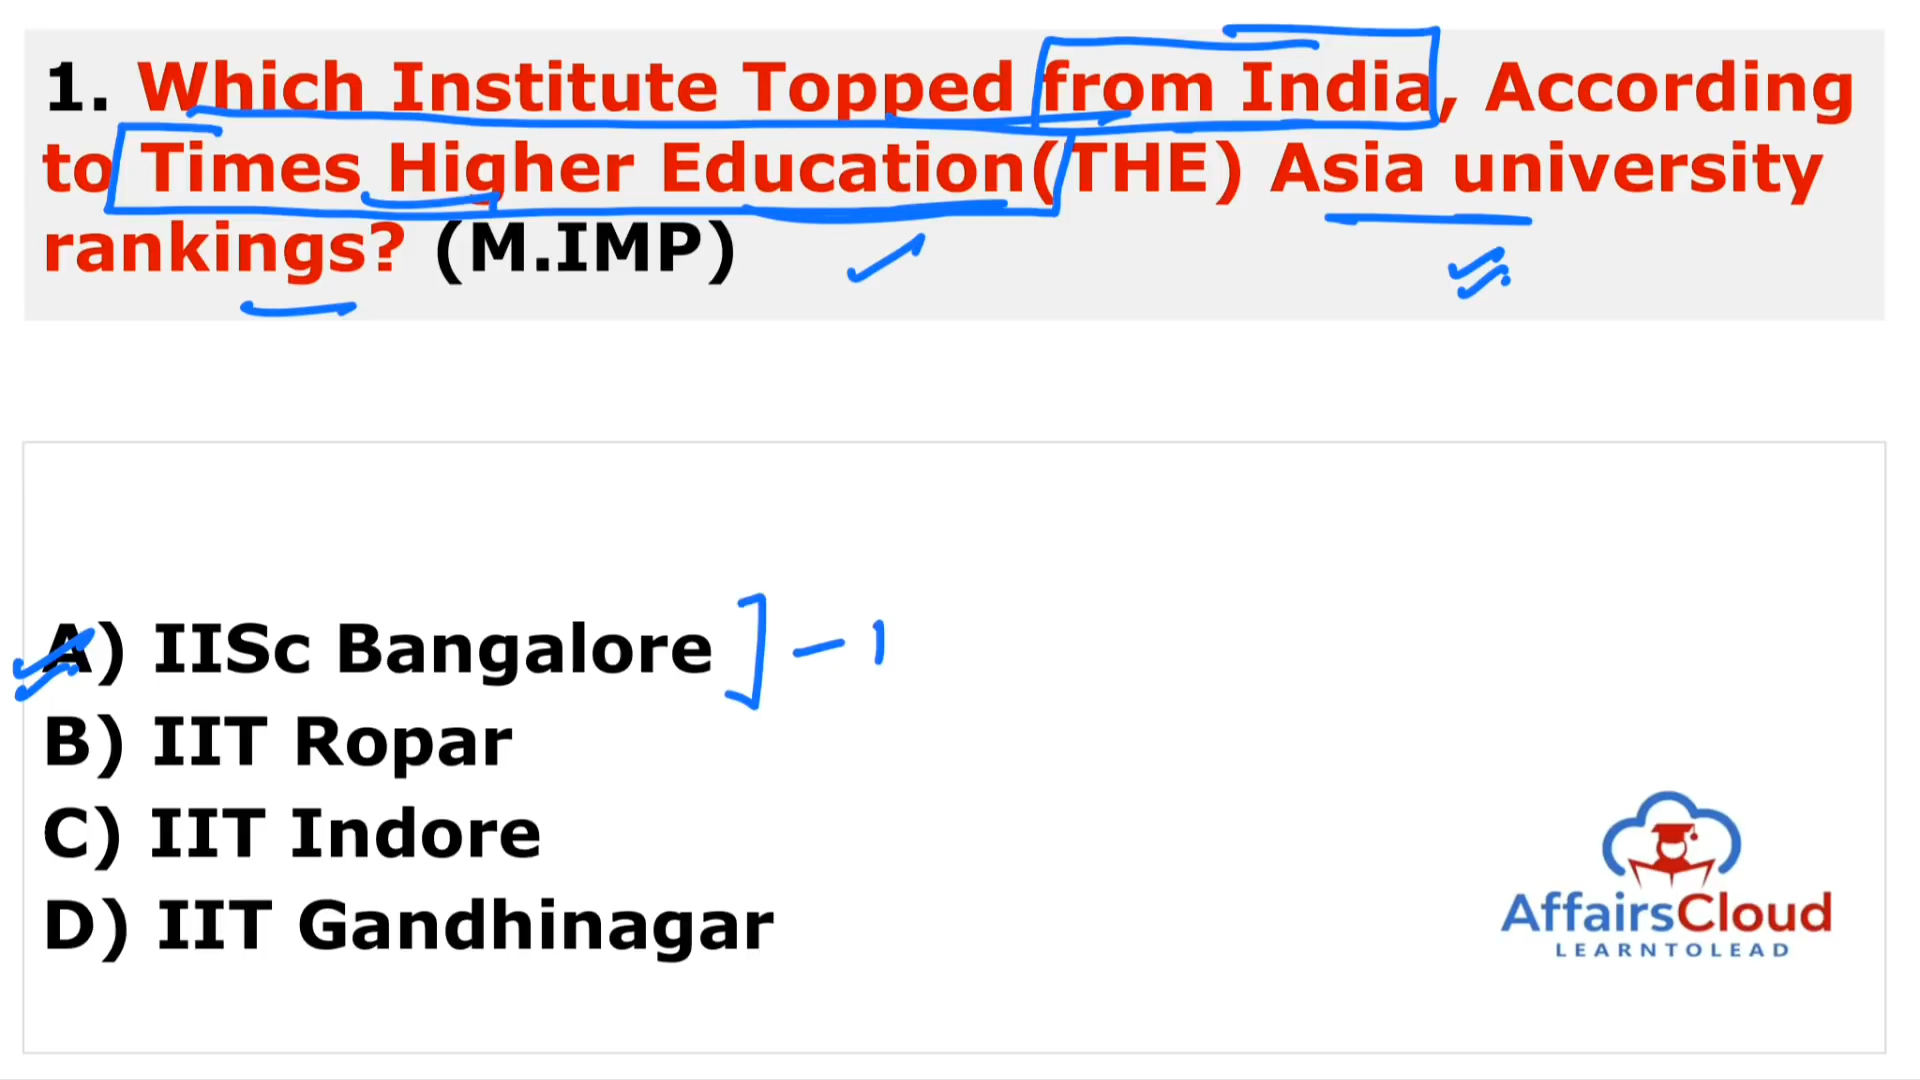 1. Which Institute Topped from India, According
to Times Higher Education(THE) Asia university
rankings? (M.IMP)
A) IISc Bangalore ] - 1
B) IIT Ropar
C) IIT Indore
D) IIT Gandhinagar
AffairsCloud
LEARNTOLEAD